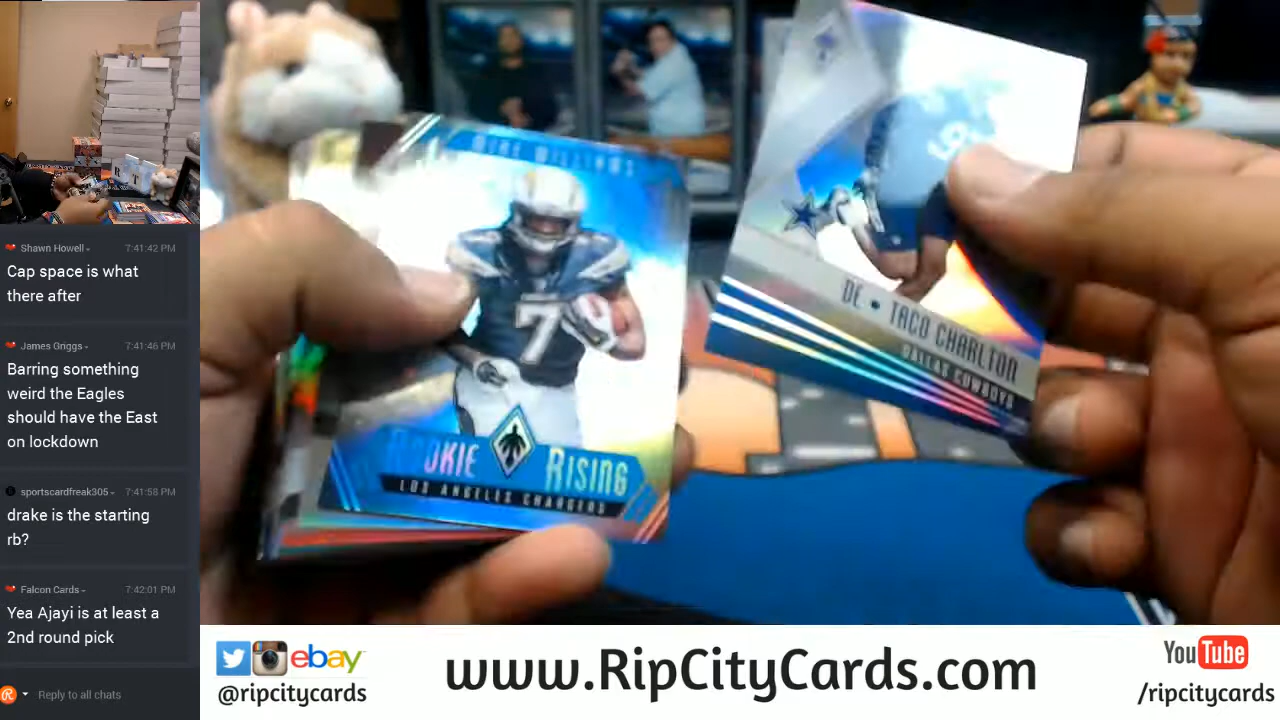 Shawn Howell
7:41:42 PM
Cap space is what
there after
James Griggs
7:41:46 PM
Barring something
weird the Eagles
should have the East
on lockdown
sportscardfreak305
7:41:58 PM
drake is the starting
rb?
Falcon Cards
7:42:01 PM
Yea Ajayi is at least a
2nd round pick
Reply to all chats
R T
MIKE WILLIAMS
7
ROOKIE RISING
LOS ANGELES CHARGERS
DE • TACO CHARLTON
DALLAS COWBOYS
ebay
@ripcitycards
www.RipCityCards.com
YouTube
/ripcitycards